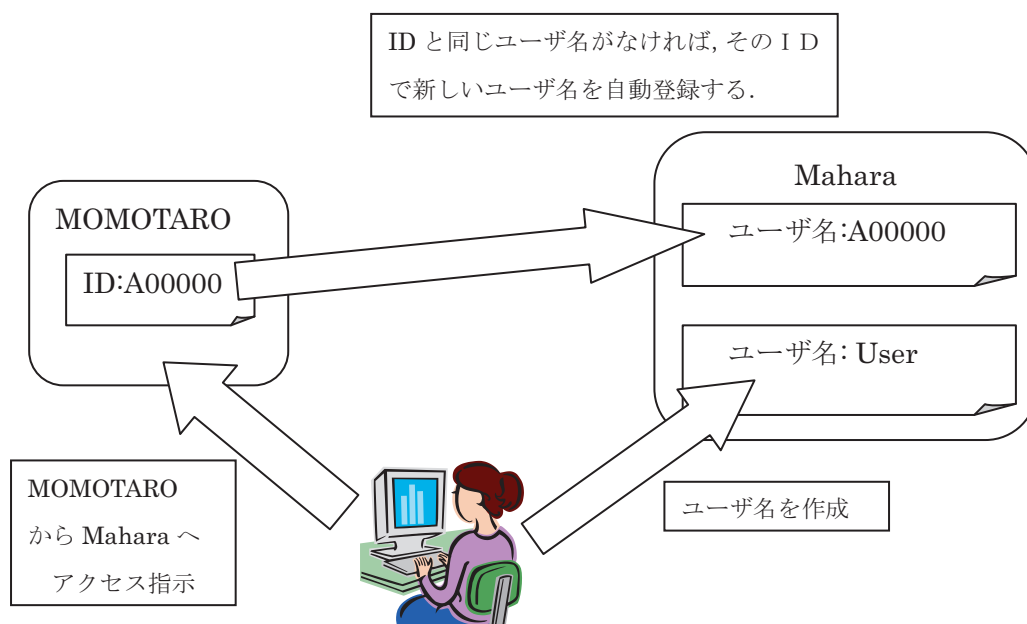 ID と同じユーザ名がなければ, そのＩＤ
で新しいユーザ名を自動登録する.
Mahara
MOMOTARO
ユーザ名:A00000
ID:A00000
ユーザ名: User
MOMOTARO
から Mahara へ
アクセス指示
ユーザ名を作成